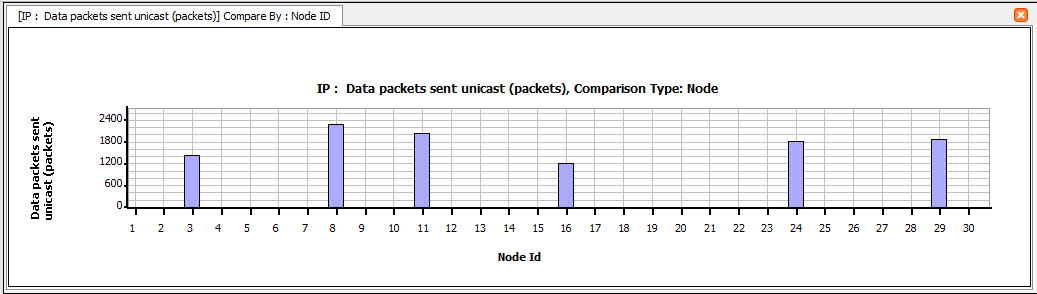 [IP :  Data packets sent unicast (packets)] Compare By : Node ID
IP :  Data packets sent unicast (packets), Comparison Type: Node
Data packets sent
unicast (packets)
2400
1800
1200
600
0
1 2 3 4 5 6 7 8 9 10 11 12 13 14 15 16 17 18 19 20 21 22 23 24 25 26 27 28 29 30
Node Id